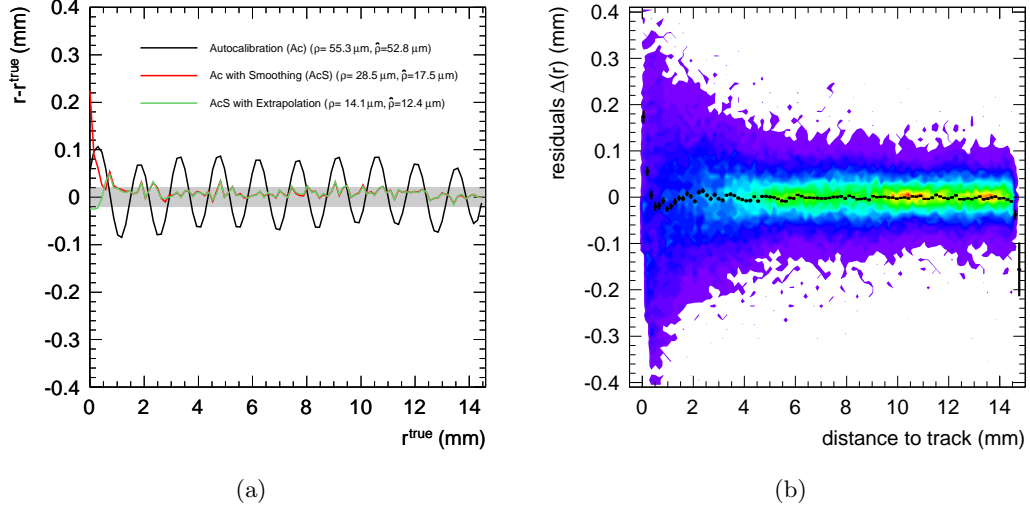 0.4
0.3
0.2
0.1
0
-0.1
-0.2
-0.3
-0.4
r-r^true (mm)
Autocalibration (Ac) (ρ= 55.3 μm, ρ̂=52.8 μm)
Ac with Smoothing (AcS) (ρ= 28.5 μm, ρ̂=17.5 μm)
AcS with Extrapolation (ρ= 14.1 μm, ρ̂=12.4 μm)
0 2 4 6 8 10 12 14
r^true (mm)
(a)
0.4
0.3
0.2
0.1
0
-0.1
-0.2
-0.3
-0.4
residuals Δ(r) (mm)
0 2 4 6 8 10 12 14
distance to track (mm)
(b)